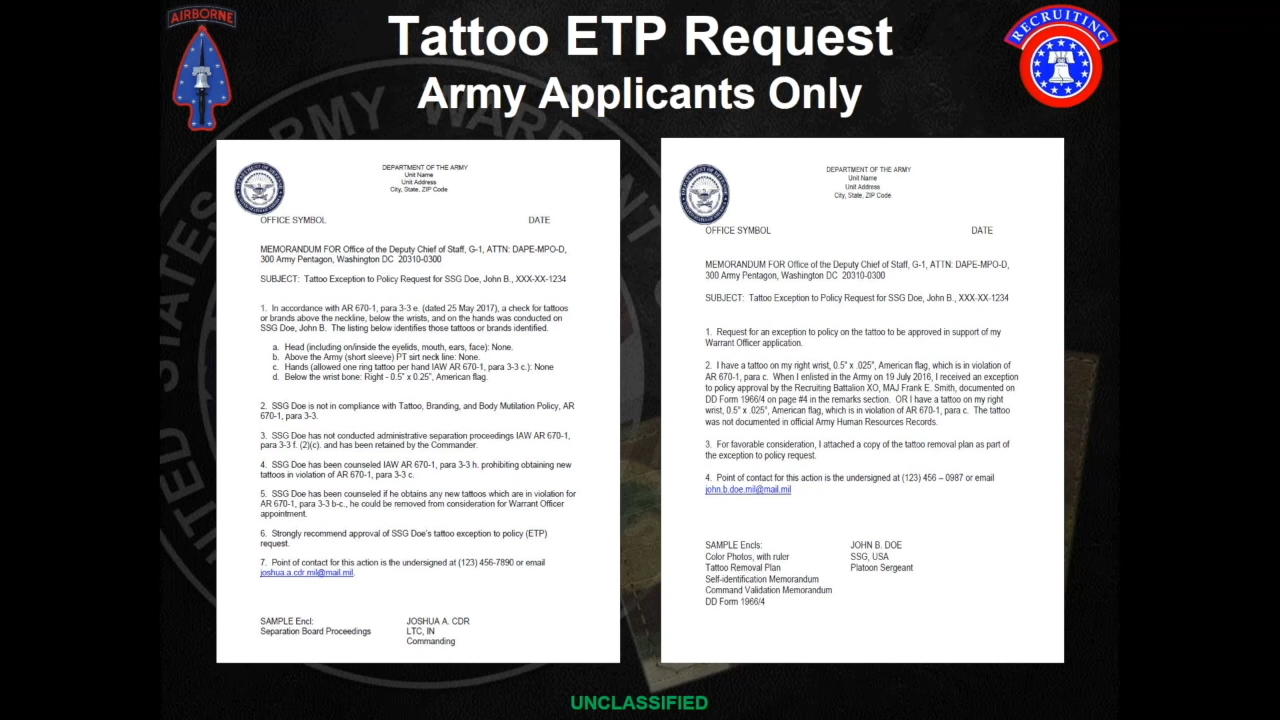 Tattoo ETP Request
Army Applicants Only
AIRBORNE
RECRUITING
ARMY WARRANT
UNITED STATES
DEPARTMENT OF THE ARMY
Unit Name
Unit Address
City, State, ZIP Code
OFFICE SYMBOL DATE
MEMORANDUM FOR Office of the Deputy Chief of Staff, G-1, ATTN: DAPE-MPO-D,
300 Army Pentagon, Washington DC 20310-0300
SUBJECT: Tattoo Exception to Policy Request for SSG Doe, John B., XXX-XX-1234
1. In accordance with AR 670-1, para 3-3 e. (dated 25 May 2017), a check for tattoos
or brands above the neckline, below the wrists, and on the hands was conducted on
SSG Doe, John B. The listing below identifies those tattoos or brands identified.
a. Head (including on/inside the eyelids, mouth, ears, face): None.
b. Above the Army (short sleeve) PT sirt neck line: None.
c. Hands (allowed one ring tattoo per hand IAW AR 670-1, para 3-3 c.): None
d. Below the wrist bone: Right - 0.5" x 0.25", American flag.
2. SSG Doe is not in compliance with Tattoo, Branding, and Body Mutilation Policy, AR
670-1, para 3-3.
3. SSG Doe has not conducted administrative separation proceedings IAW AR 670-1,
para 3-3 f. (2)(c). and has been retained by the Commander.
4. SSG Doe has been counseled IAW AR 670-1, para 3-3 h. prohibiting obtaining new
tattoos in violation of AR 670-1, para 3-3 c.
5. SSG Doe has been counseled if he obtains any new tattoos which are in violation for
AR 670-1, para 3-3 b-c., he could be removed from consideration for Warrant Officer
appointment.
6. Strongly recommend approval of SSG Doe's tattoo exception to policy (ETP)
request.
7. Point of contact for this action is the undersigned at (123) 456-7890 or email
joshua.a.cdr.mil@mail.mil.
SAMPLE Encl: JOSHUA A. CDR
Separation Board Proceedings LTC, IN
Commanding
DEPARTMENT OF THE ARMY
Unit Name
Unit Address
City, State, ZIP Code
OFFICE SYMBOL DATE
MEMORANDUM FOR Office of the Deputy Chief of Staff, G-1, ATTN: DAPE-MPO-D,
300 Army Pentagon, Washington DC 20310-0300
SUBJECT: Tattoo Exception to Policy Request for SSG Doe, John B., XXX-XX-1234
1. Request for an exception to policy on the tattoo to be approved in support of my
Warrant Officer application.
2. I have a tattoo on my right wrist, 0.5" x .025", American flag, which is in violation of
AR 670-1, para c. When I enlisted in the Army on 19 July 2016, I received an exception
to policy approval by the Recruiting Battalion XO, MAJ Frank E. Smith, documented on
DD Form 1966/4 on page #4 in the remarks section. OR I have a tattoo on my right
wrist, 0.5" x .025", American flag, which is in violation of AR 670-1, para c. The tattoo
was not documented in official Army Human Resources Records.
3. For favorable consideration, I attached a copy of the tattoo removal plan as part of
the exception to policy request.
4. Point of contact for this action is the undersigned at (123) 456 – 0987 or email
john.b.doe.mil@mail.mil
SAMPLE Encls: JOHN B. DOE
Color Photos, with ruler SSG, USA
Tattoo Removal Plan Platoon Sergeant
Self-identification Memorandum
Command Validation Memorandum
DD Form 1966/4
UNCLASSIFIED